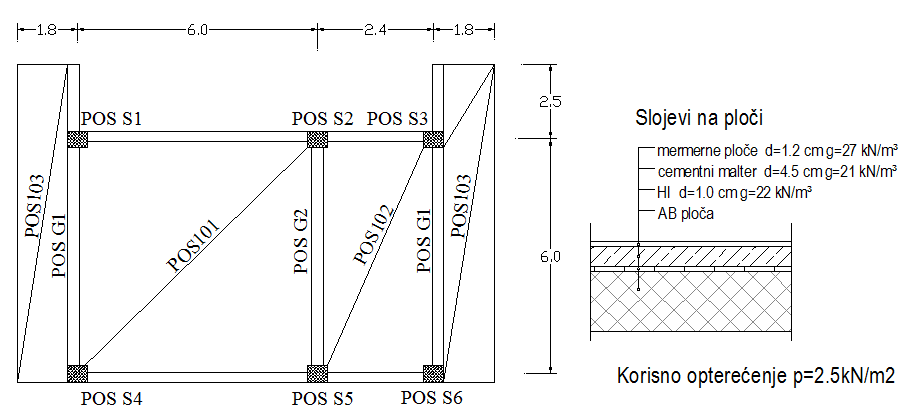 1.8
6.0
2.4
1.8
2.5
6.0
POS S1
POS S2
POS S3
POS103
POS G1
POS101
POS G2
POS102
POS G1
POS103
POS S4
POS S5
POS S6
Slojevi na ploči
mermerne ploče d=1.2 cm g=27 kN/m³
cementni malter d=4.5 cm g=21 kN/m³
HI d=1.0 cm g=22 kN/m³
AB ploča
Korisno opterećenje p=2.5kN/m2